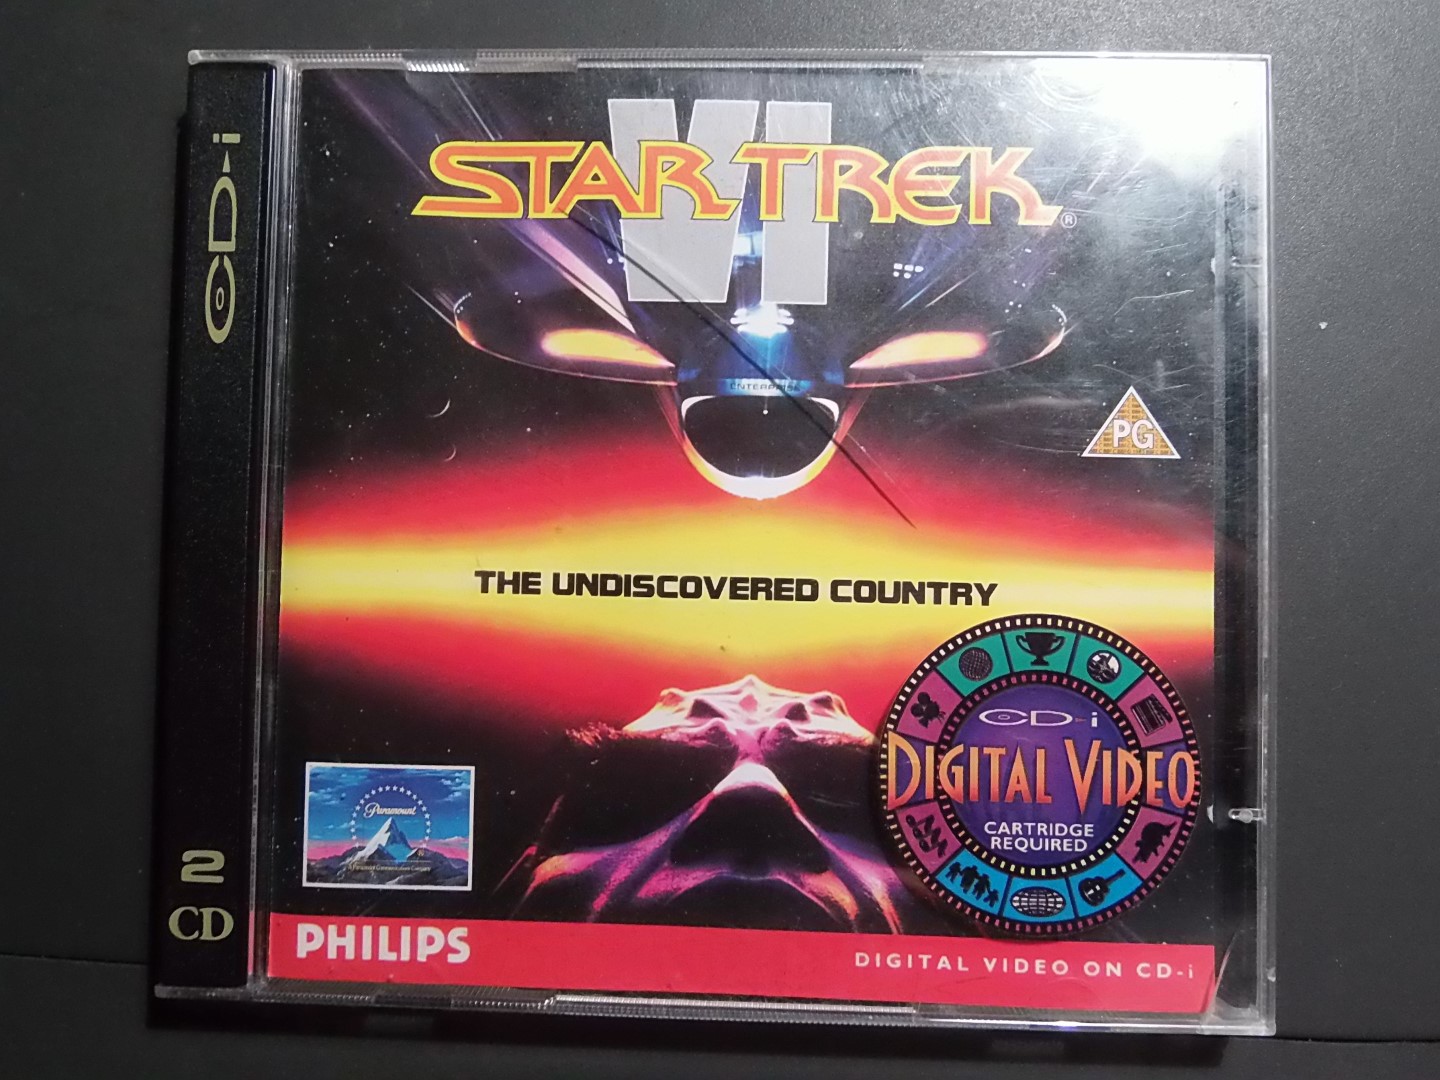 CD-i
2
CD
VI
STAR TREK®
ENTERPRISE
PG
THE UNDISCOVERED COUNTRY
Paramount
CD-i
DIGITAL VIDEO
CARTRIDGE
REQUIRED
PHILIPS
DIGITAL VIDEO ON CD-i